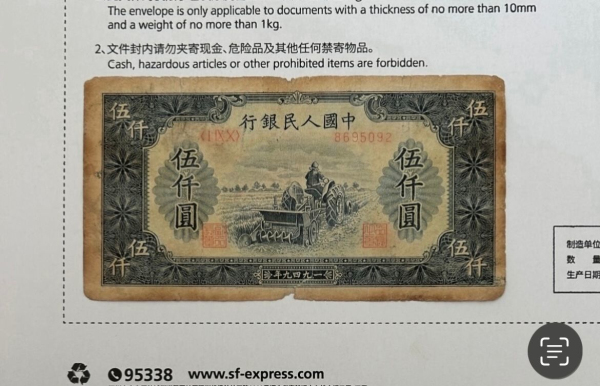 The envelope is only applicable to documents with a thickness of no more than 10mm
and a weight of no more than 1kg.
2、文件封内请勿夹寄现金、危险品及其他任何禁寄物品。
Cash, hazardous articles or other prohibited items are forbidden.
伍仟
伍仟
行銀民人國中
8695092
伍仟圓
伍仟圓
伍仟
伍仟
年九四九一
制造单位
数 量
生产日期
95338 www.sf-express.com